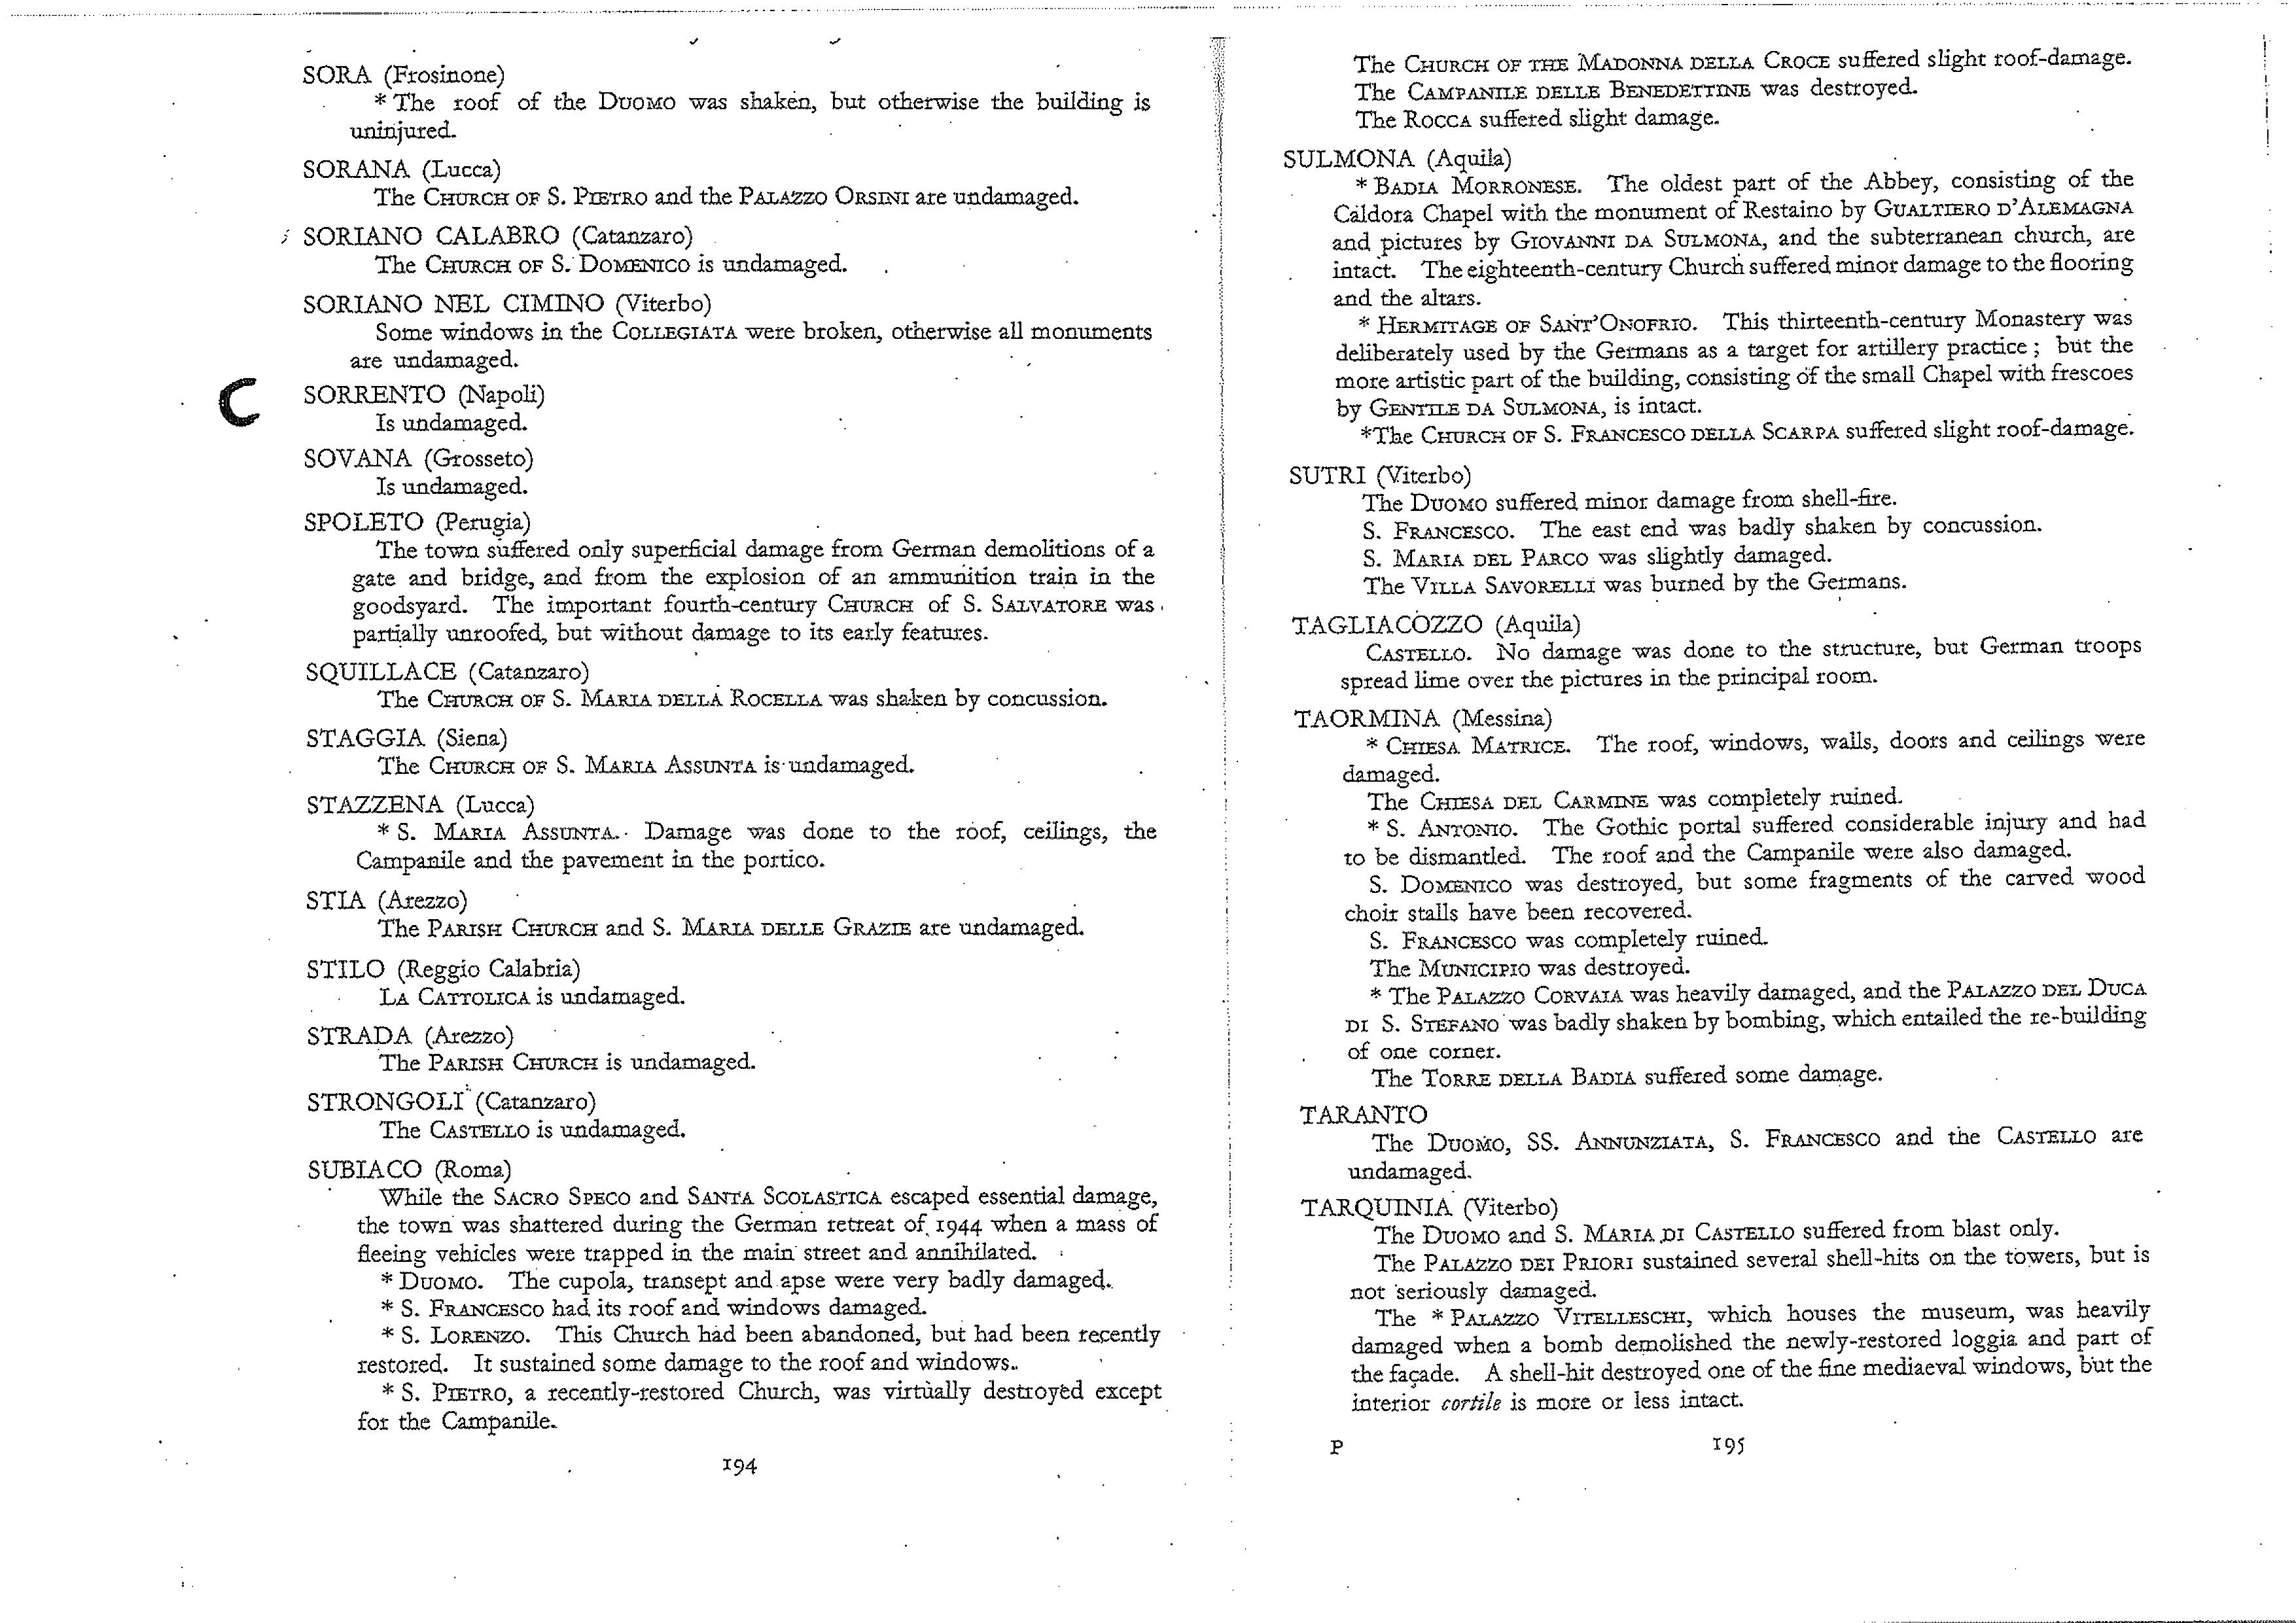 SORA (Frosinone)
* The roof of the DUOMO was shaken, but otherwise the building is
uninjured.
SORANA (Lucca)
The CHURCH OF S. PIETRO and the PALAZZO ORSINI are undamaged.
SORIANO CALABRO (Catanzaro)
The CHURCH OF S. DOMENICO is undamaged.
SORIANO NEL CIMINO (Viterbo)
Some windows in the COLLEGIATA were broken, otherwise all monuments
are undamaged.
SORRENTO (Napoli)
Is undamaged.
SOVANA (Grosseto)
Is undamaged.
SPOLETO (Perugia)
The town suffered only superficial damage from German demolitions of a
gate and bridge, and from the explosion of an ammunition train in the
goodsyard. The important fourth-century CHURCH of S. SALVATORE was
partially unroofed, but without damage to its early features.
SQUILLACE (Catanzaro)
The CHURCH OF S. MARIA DELLA ROCELLA was shaken by concussion.
STAGGIA (Siena)
The CHURCH OF S. MARIA ASSUNTA is undamaged.
STAZZENA (Lucca)
* S. MARIA ASSUNTA. Damage was done to the roof, ceilings, the
Campanile and the pavement in the portico.
STIA (Arezzo)
The PARISH CHURCH and S. MARIA DELLE GRAZIE are undamaged.
STILO (Reggio Calabria)
LA CATTOLICA is undamaged.
STRADA (Arezzo)
The PARISH CHURCH is undamaged.
STRONGOLI (Catanzaro)
The CASTELLO is undamaged.
SUBIACO (Roma)
While the SACRO SPECO and SANTA SCOLASTICA escaped essential damage,
the town was shattered during the German retreat of 1944 when a mass of
fleeing vehicles were trapped in the main street and annihilated.
* DUOMO. The cupola, transept and apse were very badly damaged.
* S. FRANCESCO had its roof and windows damaged.
* S. LORENZO. This Church had been abandoned, but had been recently
restored. It sustained some damage to the roof and windows.
* S. PIETRO, a recently-restored Church, was virtually destroyed except
for the Campanile.
194
The CHURCH OF THE MADONNA DELLA CROCE suffered slight roof-damage.
The CAMPANILE DELLE BENEDETTINE was destroyed.
The ROCCA suffered slight damage.
SULMONA (Aquila)
* BADIA MORRONESE. The oldest part of the Abbey, consisting of the
Caldora Chapel with the monument of Restaino by GUALTIERO D'ALEMAGNA
and pictures by GIOVANNI DA SULMONA, and the subterranean church, are
intact. The eighteenth-century Church suffered minor damage to the flooring
and the altars.
* HERMITAGE OF SANT'ONOFRIO. This thirteenth-century Monastery was
deliberately used by the Germans as a target for artillery practice; but the
more artistic part of the building, consisting of the small Chapel with frescoes
by GENTILE DA SULMONA, is intact.
*The CHURCH OF S. FRANCESCO DELLA SCARPA suffered slight roof-damage.
SUTRI (Viterbo)
The DUOMO suffered minor damage from shell-fire.
S. FRANCESCO. The east end was badly shaken by concussion.
S. MARIA DEL PARCO was slightly damaged.
The VILLA SAVORELLI was burned by the Germans.
TAGLIACOZZO (Aquila)
CASTELLO. No damage was done to the structure, but German troops
spread lime over the pictures in the principal room.
TAORMINA (Messina)
* CHIESA MATRICE. The roof, windows, walls, doors and ceilings were
damaged.
The CHIESA DEL CARMINE was completely ruined.
* S. ANTONIO. The Gothic portal suffered considerable injury and had
to be dismantled. The roof and the Campanile were also damaged.
S. DOMENICO was destroyed, but some fragments of the carved wood
choir stalls have been recovered.
S. FRANCESCO was completely ruined.
The MUNICIPIO was destroyed.
* The PALAZZO CORVAIA was heavily damaged, and the PALAZZO DEL DUCA
DI S. STEFANO was badly shaken by bombing, which entailed the re-building
of one corner.
The TORRE DELLA BADIA suffered some damage.
TARANTO
The DUOMO, SS. ANNUNZIATA, S. FRANCESCO and the CASTELLO are
undamaged.
TARQUINIA (Viterbo)
The DUOMO and S. MARIA DI CASTELLO suffered from blast only.
The PALAZZO DEI PRIORI sustained several shell-hits on the towers, but is
not seriously damaged.
The * PALAZZO VITELLESCHI, which houses the museum, was heavily
damaged when a bomb demolished the newly-restored loggia and part of
the façade. A shell-hit destroyed one of the fine mediaeval windows, but the
interior cortile is more or less intact.
P
195